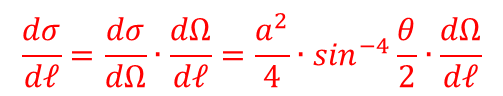 dσ/dℓ = dσ/dΩ · dΩ/dℓ = a²/4 · sin⁻⁴ θ/2 · dΩ/dℓ